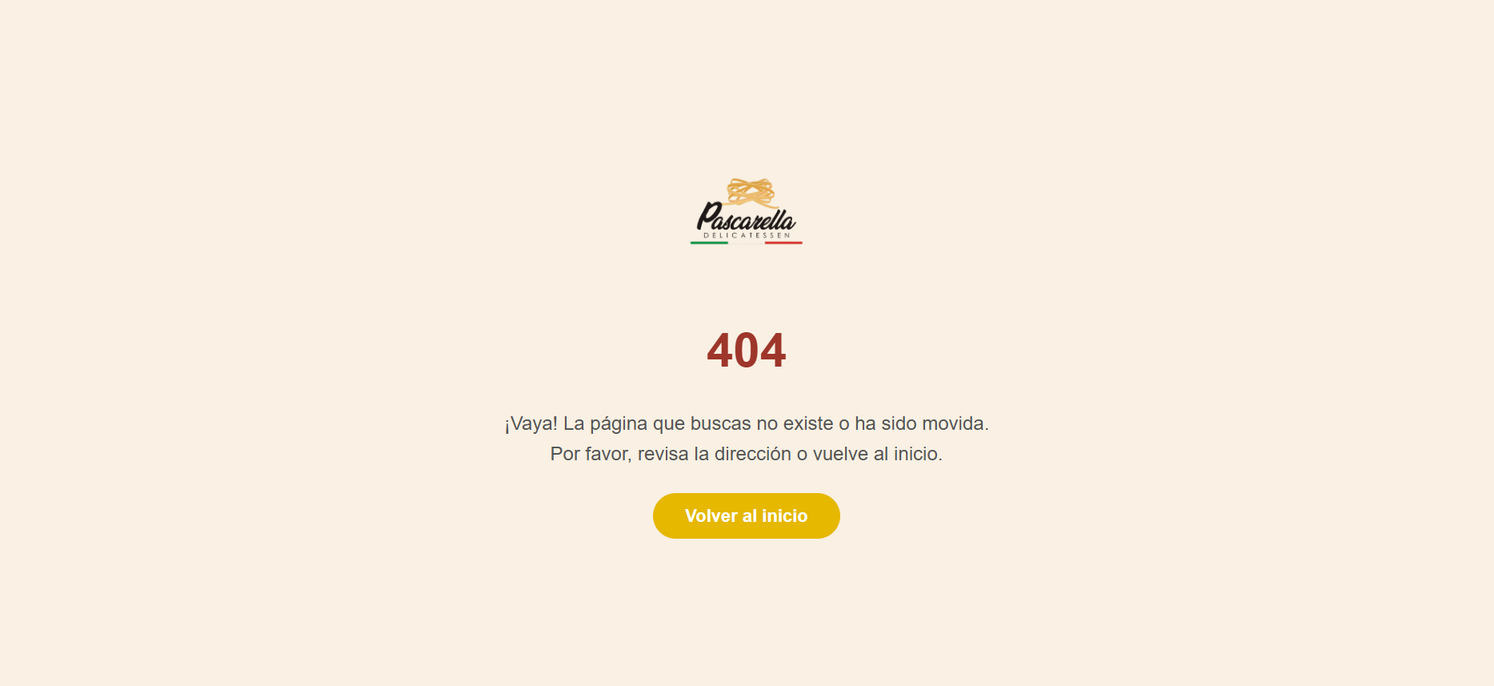 Pascarella
DELICATESSEN
404
¡Vaya! La página que buscas no existe o ha sido movida.
Por favor, revisa la dirección o vuelve al inicio.
Volver al inicio